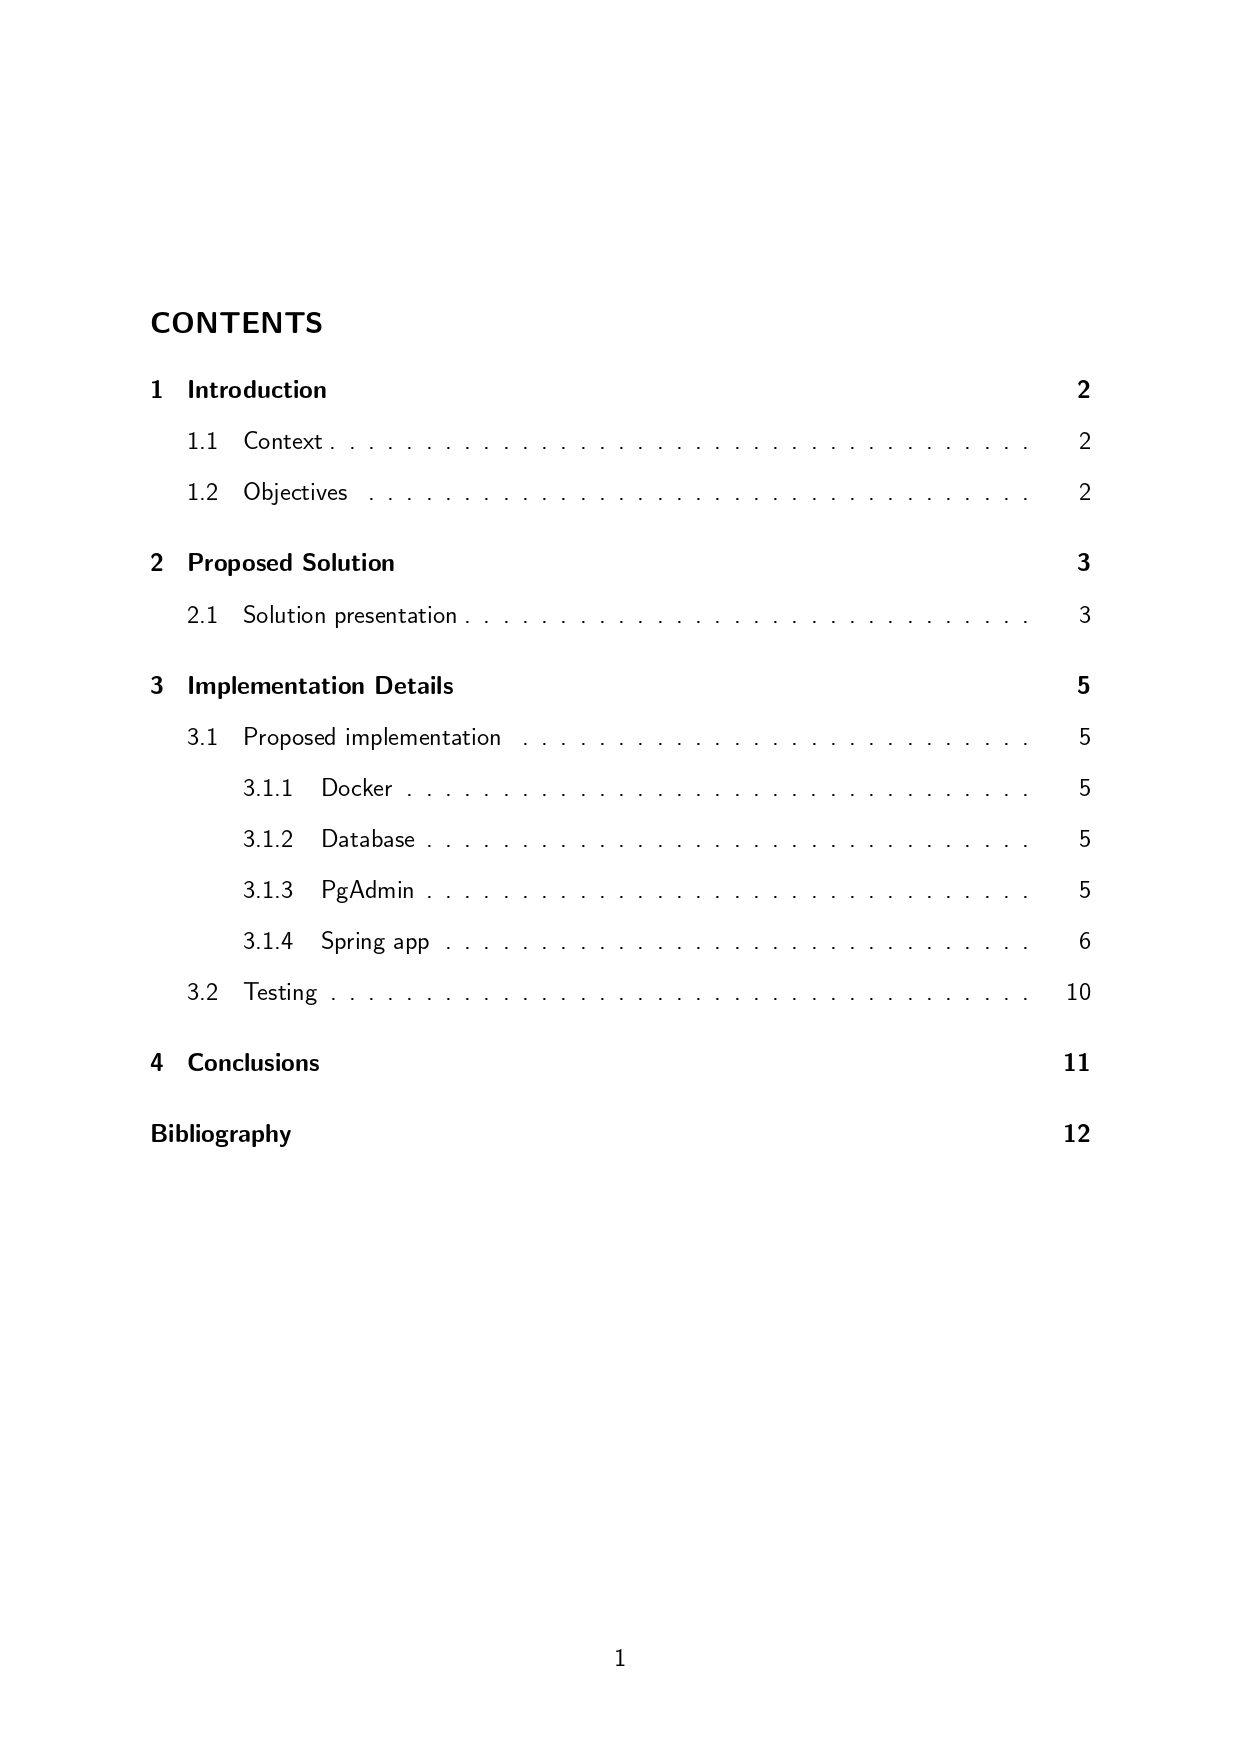 CONTENTS
1 Introduction 2
1.1 Context . . . . . . . . . . . . . . . . . . . . . . . . . . . . . . . . . . . . . 2
1.2 Objectives . . . . . . . . . . . . . . . . . . . . . . . . . . . . . . . . . . . 2
2 Proposed Solution 3
2.1 Solution presentation . . . . . . . . . . . . . . . . . . . . . . . . . . . . . . 3
3 Implementation Details 5
3.1 Proposed implementation . . . . . . . . . . . . . . . . . . . . . . . . . . . 5
3.1.1 Docker . . . . . . . . . . . . . . . . . . . . . . . . . . . . . . . . . 5
3.1.2 Database . . . . . . . . . . . . . . . . . . . . . . . . . . . . . . . . 5
3.1.3 PgAdmin . . . . . . . . . . . . . . . . . . . . . . . . . . . . . . . . 5
3.1.4 Spring app . . . . . . . . . . . . . . . . . . . . . . . . . . . . . . . 6
3.2 Testing . . . . . . . . . . . . . . . . . . . . . . . . . . . . . . . . . . . . . 10
4 Conclusions 11
Bibliography 12
1